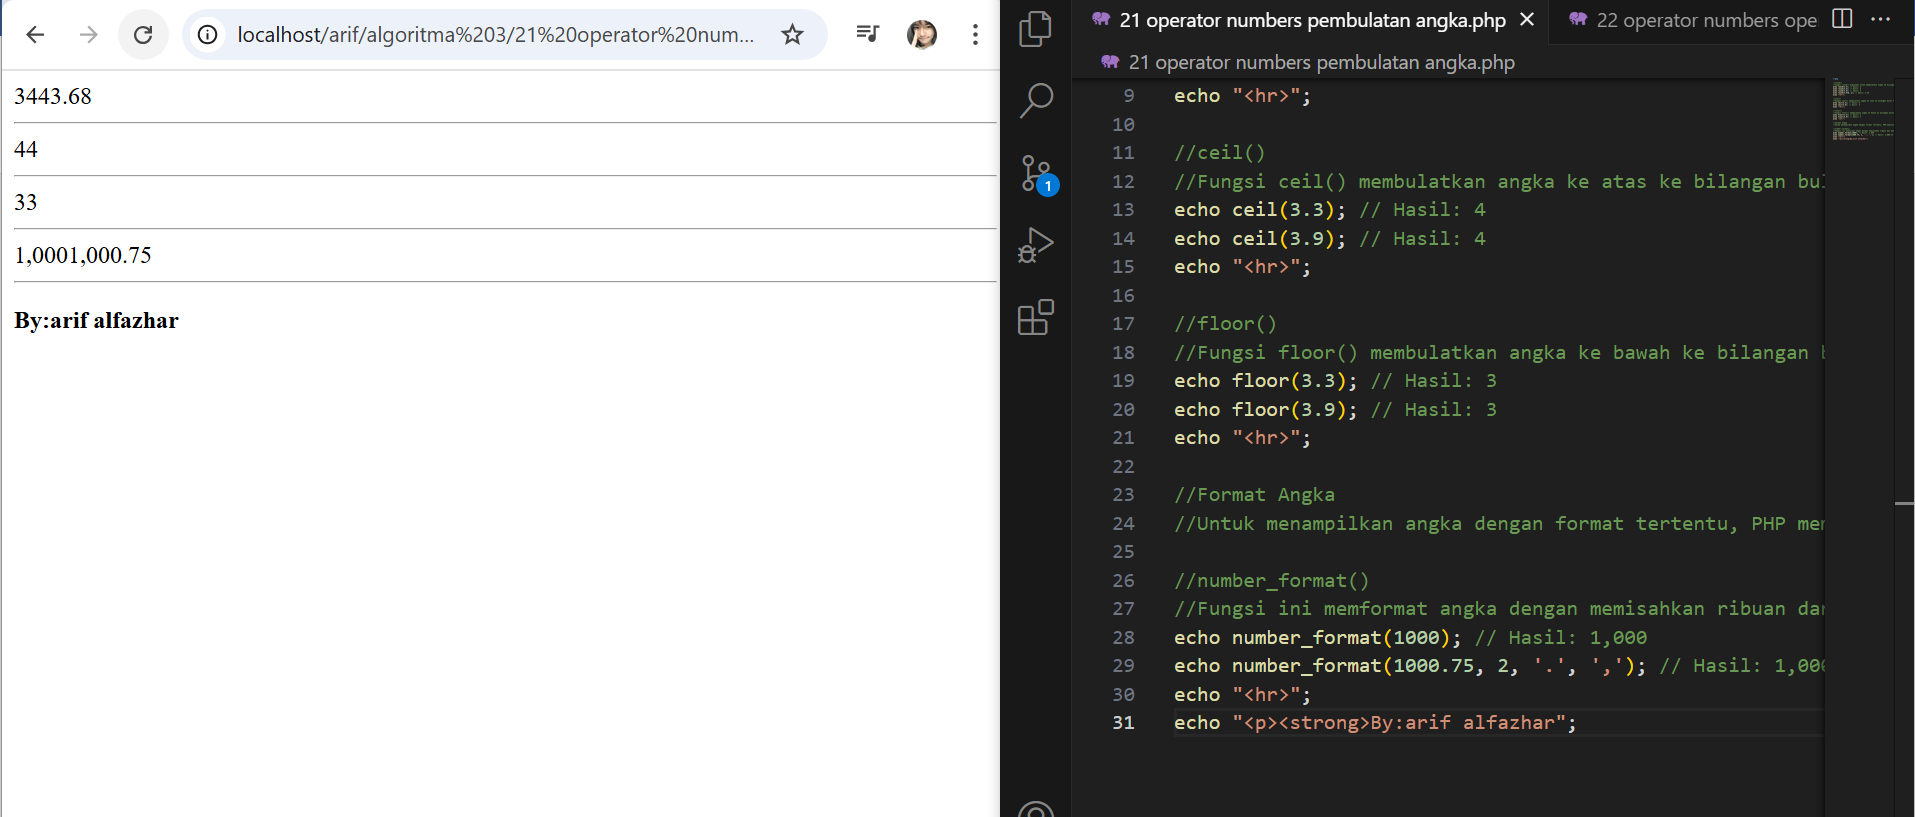 localhost/arif/algoritma%203/21%20operator%20num...
3443.68
44
33
1,0001,000.75
By:arif alfazhar
1
21 operator numbers pembulatan angka.php
22 operator numbers ope
21 operator numbers pembulatan angka.php
9 echo "<hr>";
10
11 //ceil()
12 //Fungsi ceil() membulatkan angka ke atas ke bilangan bul
13 echo ceil(3.3); // Hasil: 4
14 echo ceil(3.9); // Hasil: 4
15 echo "<hr>";
16
17 //floor()
18 //Fungsi floor() membulatkan angka ke bawah ke bilangan b
19 echo floor(3.3); // Hasil: 3
20 echo floor(3.9); // Hasil: 3
21 echo "<hr>";
22
23 //Format Angka
24 //Untuk menampilkan angka dengan format tertentu, PHP men
25
26 //number_format()
27 //Fungsi ini memformat angka dengan memisahkan ribuan dan
28 echo number_format(1000); // Hasil: 1,000
29 echo number_format(1000.75, 2, '.', ','); // Hasil: 1,000
30 echo "<hr>";
31 echo "<p><strong>By:arif alfazhar";